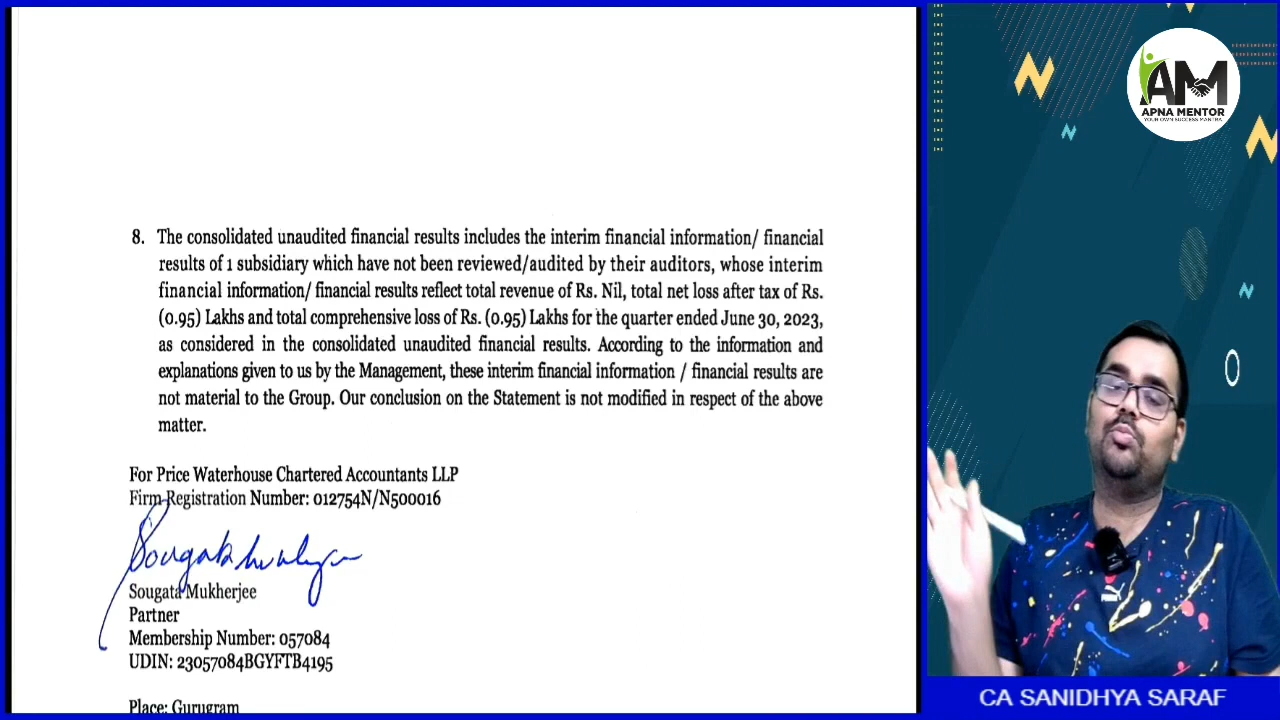 8. The consolidated unaudited financial results includes the interim financial information/ financial
results of 1 subsidiary which have not been reviewed/audited by their auditors, whose interim
financial information/ financial results reflect total revenue of Rs. Nil, total net loss after tax of Rs.
(0.95) Lakhs and total comprehensive loss of Rs. (0.95) Lakhs for the quarter ended June 30, 2023,
as considered in the consolidated unaudited financial results. According to the information and
explanations given to us by the Management, these interim financial information / financial results are
not material to the Group. Our conclusion on the Statement is not modified in respect of the above
matter.
For Price Waterhouse Chartered Accountants LLP
Firm Registration Number: 012754N/N500016
Sougata Mukherjee
Partner
Membership Number: 057084
UDIN: 23057084BGYFTB4195
Place: Gurugram
AM
APNA MENTOR
YOUR OWN SUCCESS MANTRA
CA SANIDHYA SARAF